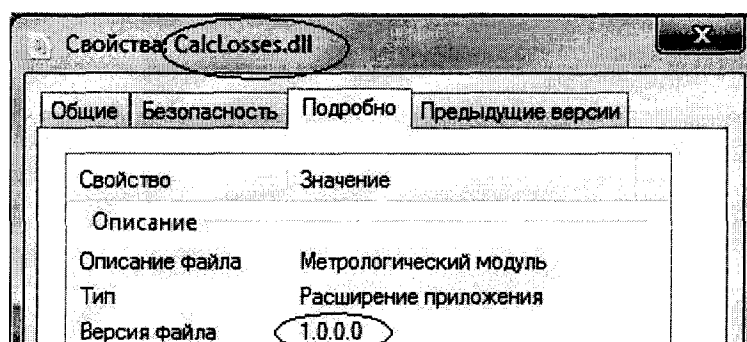 Свойства: CalcLosses.dll
Общие Безопасность Подробно Предыдущие версии
Свойство Значение
Описание
Описание файла Метрологический модуль
Тип Расширение приложения
Версия файла 1.0.0.0